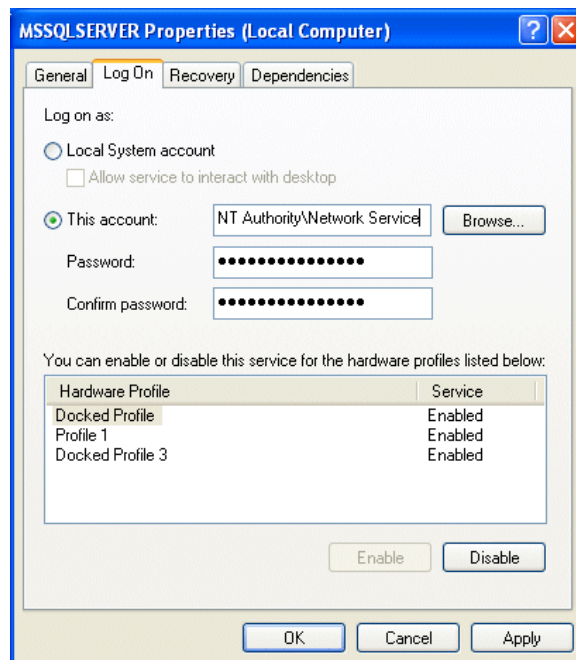 MSSQLSERVER Properties (Local Computer)
General Log On Recovery Dependencies
Log on as:
Local System account
Allow service to interact with desktop
This account: NT Authority\Network Service Browse...
Password: ●●●●●●●●●●●●●●●
Confirm password: ●●●●●●●●●●●●●●●
You can enable or disable this service for the hardware profiles listed below:
Hardware Profile Service
Docked Profile Enabled
Profile 1 Enabled
Docked Profile 3 Enabled
Enable Disable
OK Cancel Apply